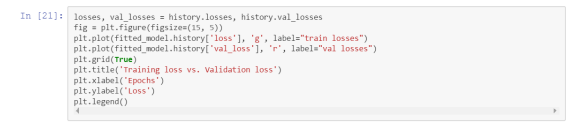 In [21]: losses, val_losses = history.losses, history.val_losses
fig = plt.figure(figsize=(15, 5))
plt.plot(fitted_model.history['loss'], 'g', label="train losses")
plt.plot(fitted_model.history['val_loss'], 'r', label="val losses")
plt.grid(True)
plt.title('Training loss vs. Validation loss')
plt.xlabel('Epochs')
plt.ylabel('Loss')
plt.legend()